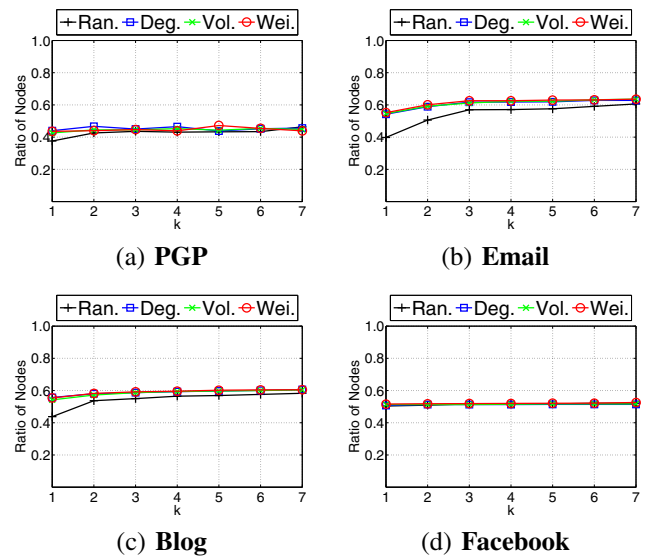 Ran. Deg. Vol. Wei.
Ran. Deg. Vol. Wei.
1.0
0.8
0.6
0.4
0.2
Ratio of Nodes
1 2 3 4 5 6 7
k
1.0
0.8
0.6
0.4
0.2
Ratio of Nodes
1 2 3 4 5 6 7
k
(a) PGP
(b) Email
Ran. Deg. Vol. Wei.
Ran. Deg. Vol. Wei.
1.0
0.8
0.6
0.4
0.2
Ratio of Nodes
1 2 3 4 5 6 7
k
1.0
0.8
0.6
0.4
0.2
Ratio of Nodes
1 2 3 4 5 6 7
k
(c) Blog
(d) Facebook